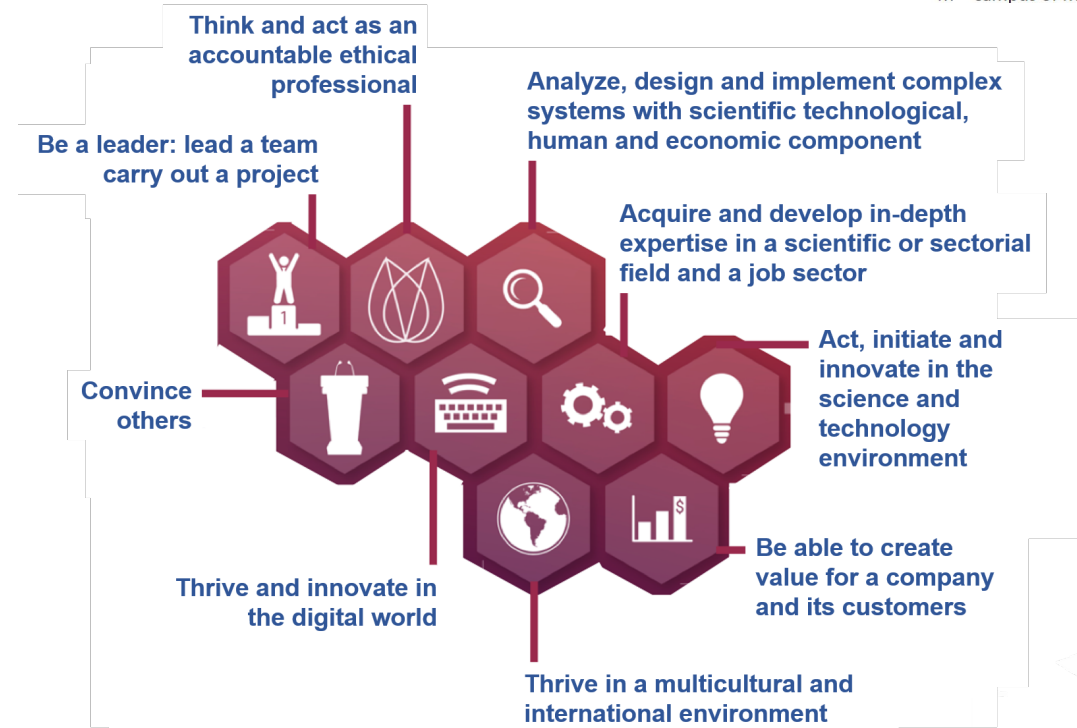 Think and act as an
accountable ethical
professional
Analyze, design and implement complex
systems with scientific technological,
human and economic component
Be a leader: lead a team
carry out a project
Acquire and develop in-depth
expertise in a scientific or sectorial
field and a job sector
1
Act, initiate and
innovate in the
science and
technology
environment
Convince
others
$
Be able to create
value for a company
and its customers
Thrive and innovate in
the digital world
Thrive in a multicultural and
international environment